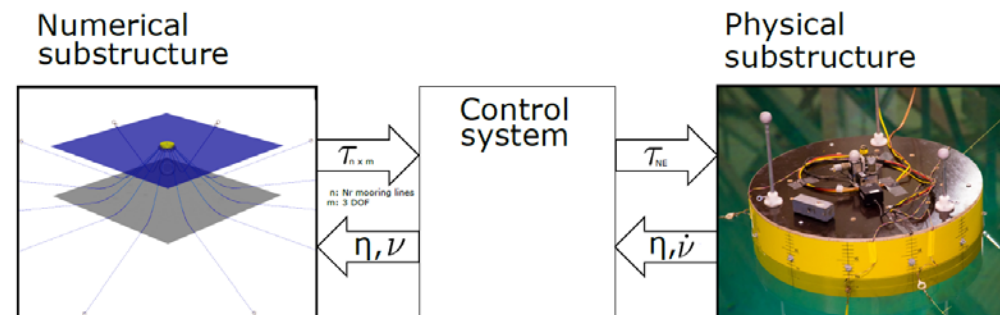 Numerical
substructure
Physical
substructure
Control
system
τn x m
n: Nr mooring lines
m: 3 DOF
τNE
η,ν
η,ν̇